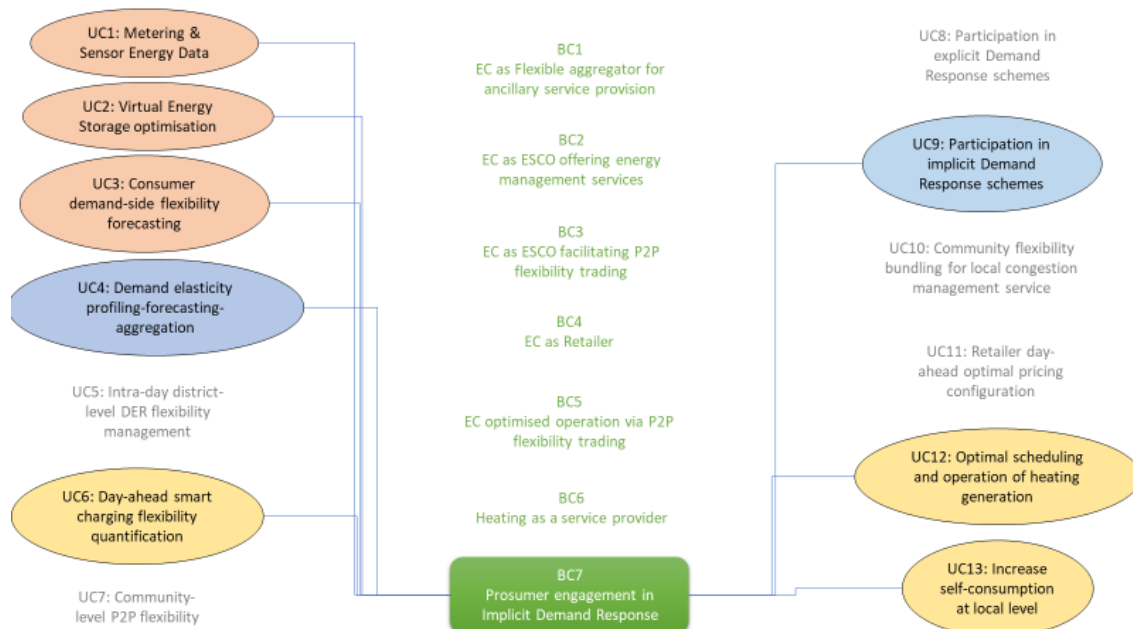 UC1: Metering &
Sensor Energy Data
UC2: Virtual Energy
Storage optimisation
UC3: Consumer
demand-side flexibility
forecasting
UC4: Demand elasticity
profiling-forecasting-
aggregation
UC5: Intra-day district-
level DER flexibility
management
UC6: Day-ahead smart
charging flexibility
quantification
UC7: Community-
level P2P flexibility
BC1
EC as Flexible aggregator for
ancillary service provision
BC2
EC as ESCO offering energy
management services
BC3
EC as ESCO facilitating P2P
flexibility trading
BC4
EC as Retailer
BC5
EC optimised operation via P2P
flexibility trading
BC6
Heating as a service provider
BC7
Prosumer engagement in
Implicit Demand Response
UC8: Participation in
explicit Demand
Response schemes
UC9: Participation in
implicit Demand
Response schemes
UC10: Community flexibility
bundling for local congestion
management service
UC11: Retailer day-
ahead optimal pricing
configuration
UC12: Optimal scheduling
and operation of heating
generation
UC13: Increase
self-consumption
at local level